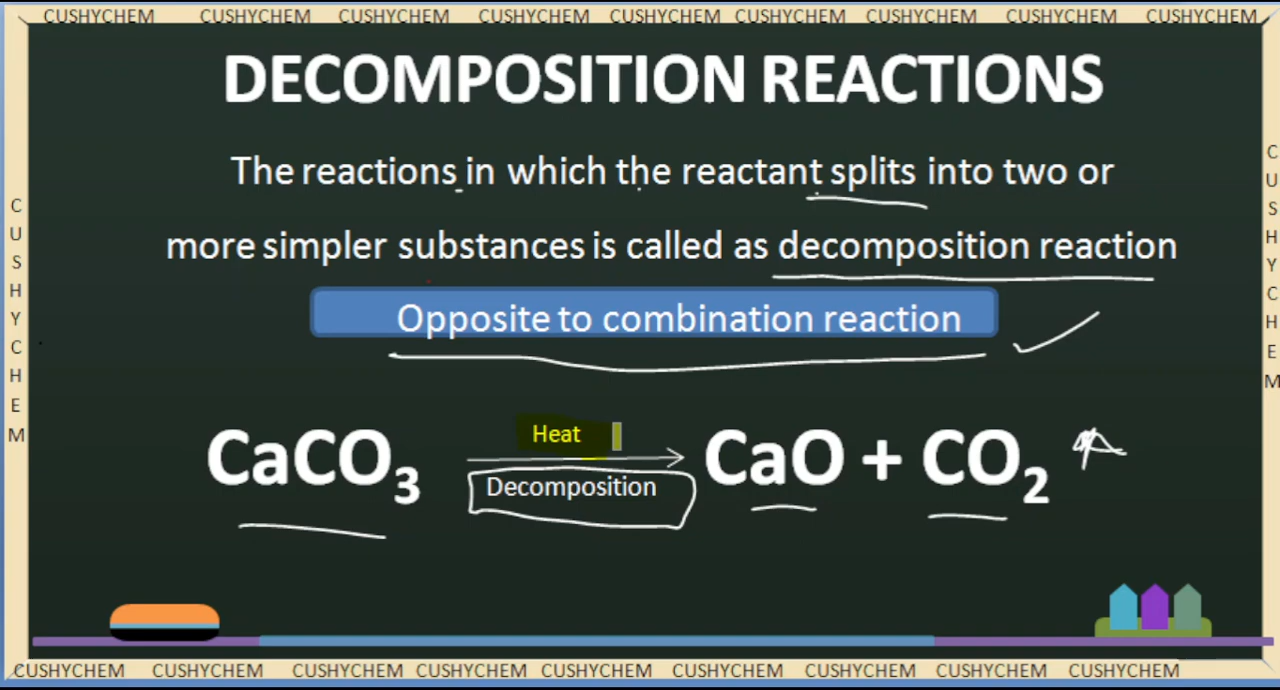 CUSHYCHEM CUSHYCHEM CUSHYCHEM CUSHYCHEM CUSHYCHEM CUSHYCHEM CUSHYCHEM CUSHYCHEM CUSHYCHEM
DECOMPOSITION REACTIONS
The reactions in which the reactant splits into two or
more simpler substances is called as decomposition reaction
Opposite to combination reaction
Heat
CaCO₃ → CaO + CO₂ ↑
Decomposition
CUSHYCHEM
CUSHYCHEM
CUSHYCHEM CUSHYCHEM CUSHYCHEM CUSHYCHEM CUSHYCHEM CUSHYCHEM CUSHYCHEM CUSHYCHEM CUSHYCHEM